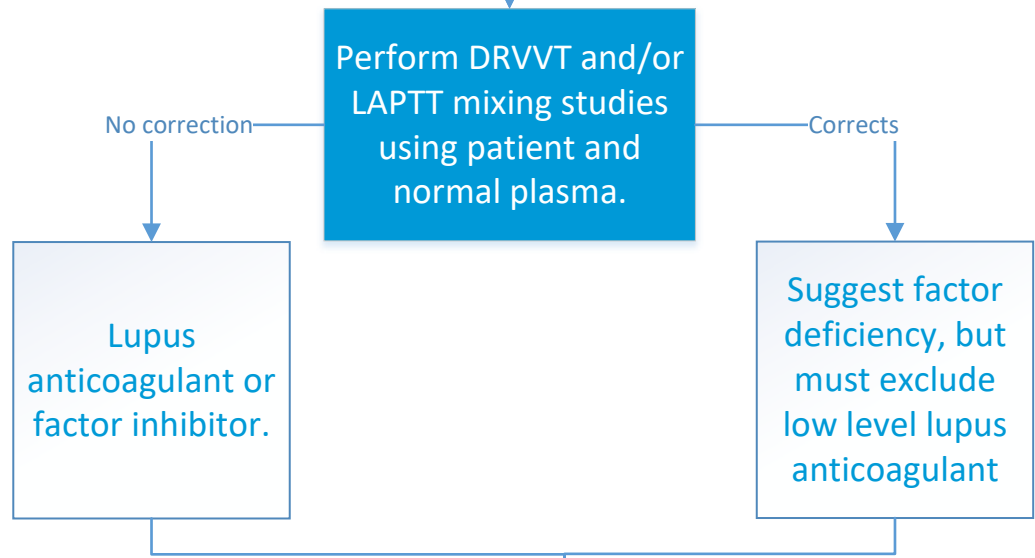 Perform DRVVT and/or
LAPTT mixing studies
using patient and
normal plasma.
No correction
Corrects
Lupus
anticoagulant or
factor inhibitor.
Suggest factor
deficiency, but
must exclude
low level lupus
anticoagulant